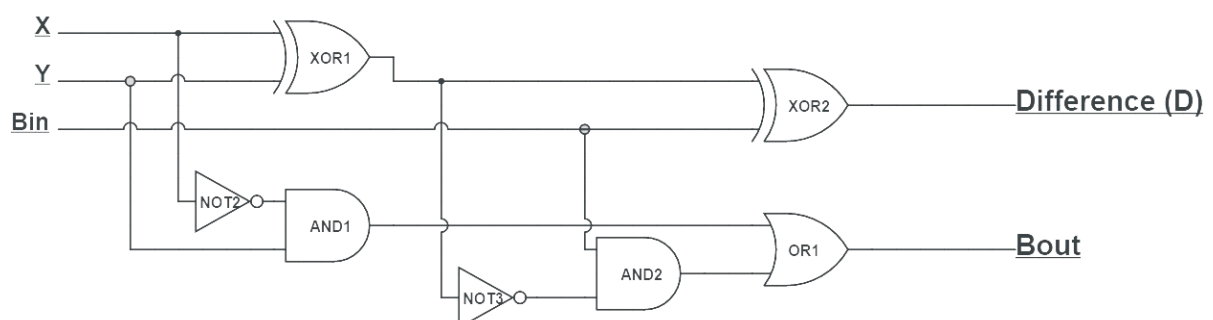 X
XOR1
Y
XOR2
Difference (D)
Bin
NOT2
AND1
OR1
Bout
AND2
NOT3